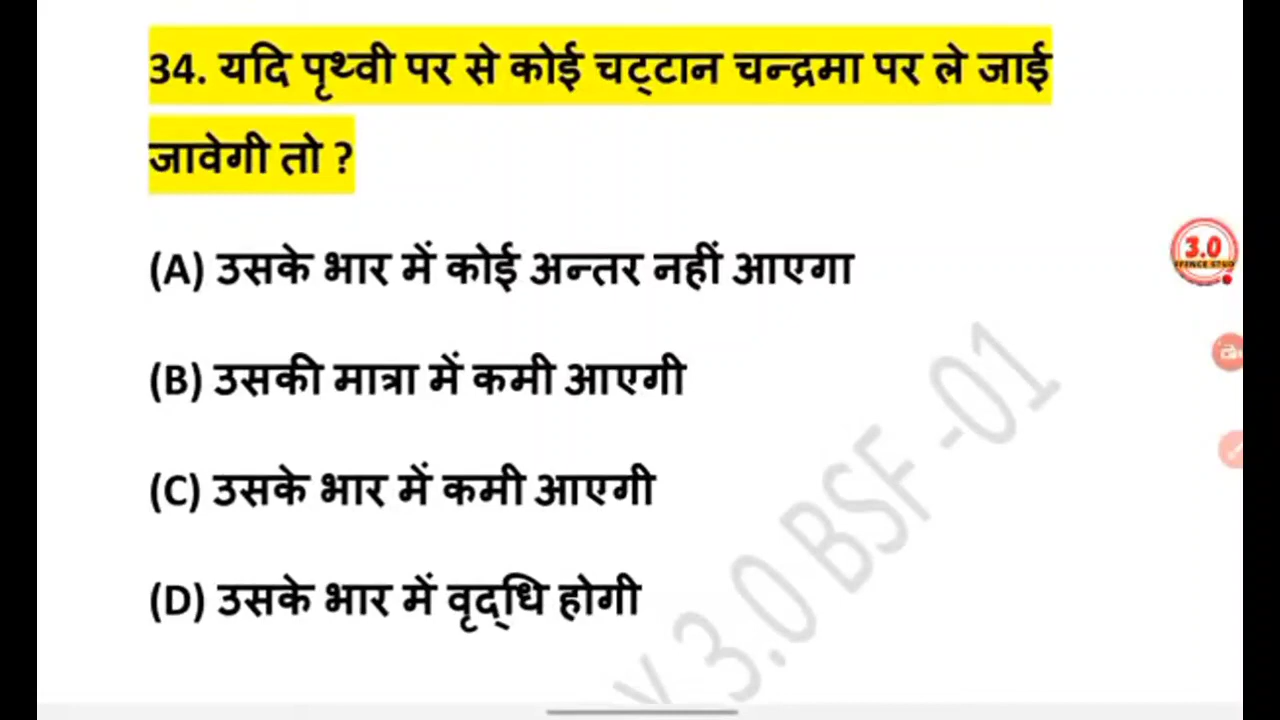 34. यदि पृथ्वी पर से कोई चट्टान चन्द्रमा पर ले जाई
जावेगी तो ?
(A) उसके भार में कोई अन्तर नहीं आएगा
(B) उसकी मात्रा में कमी आएगी
(C) उसके भार में कमी आएगी
(D) उसके भार में वृद्धि होगी
3.0
Y 3.0 BSF -01